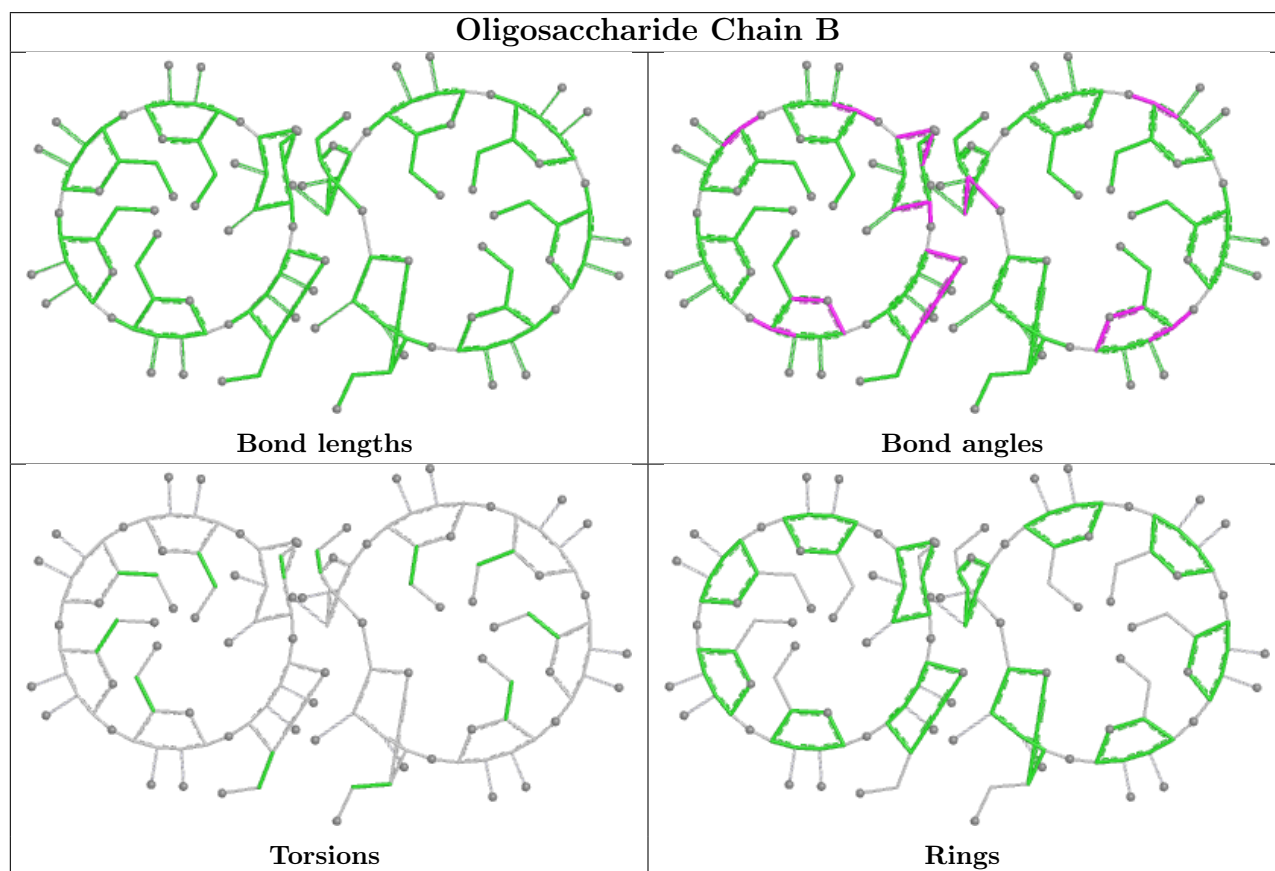 Oligosaccharide Chain B
Bond lengths
Bond angles
Torsions
Rings